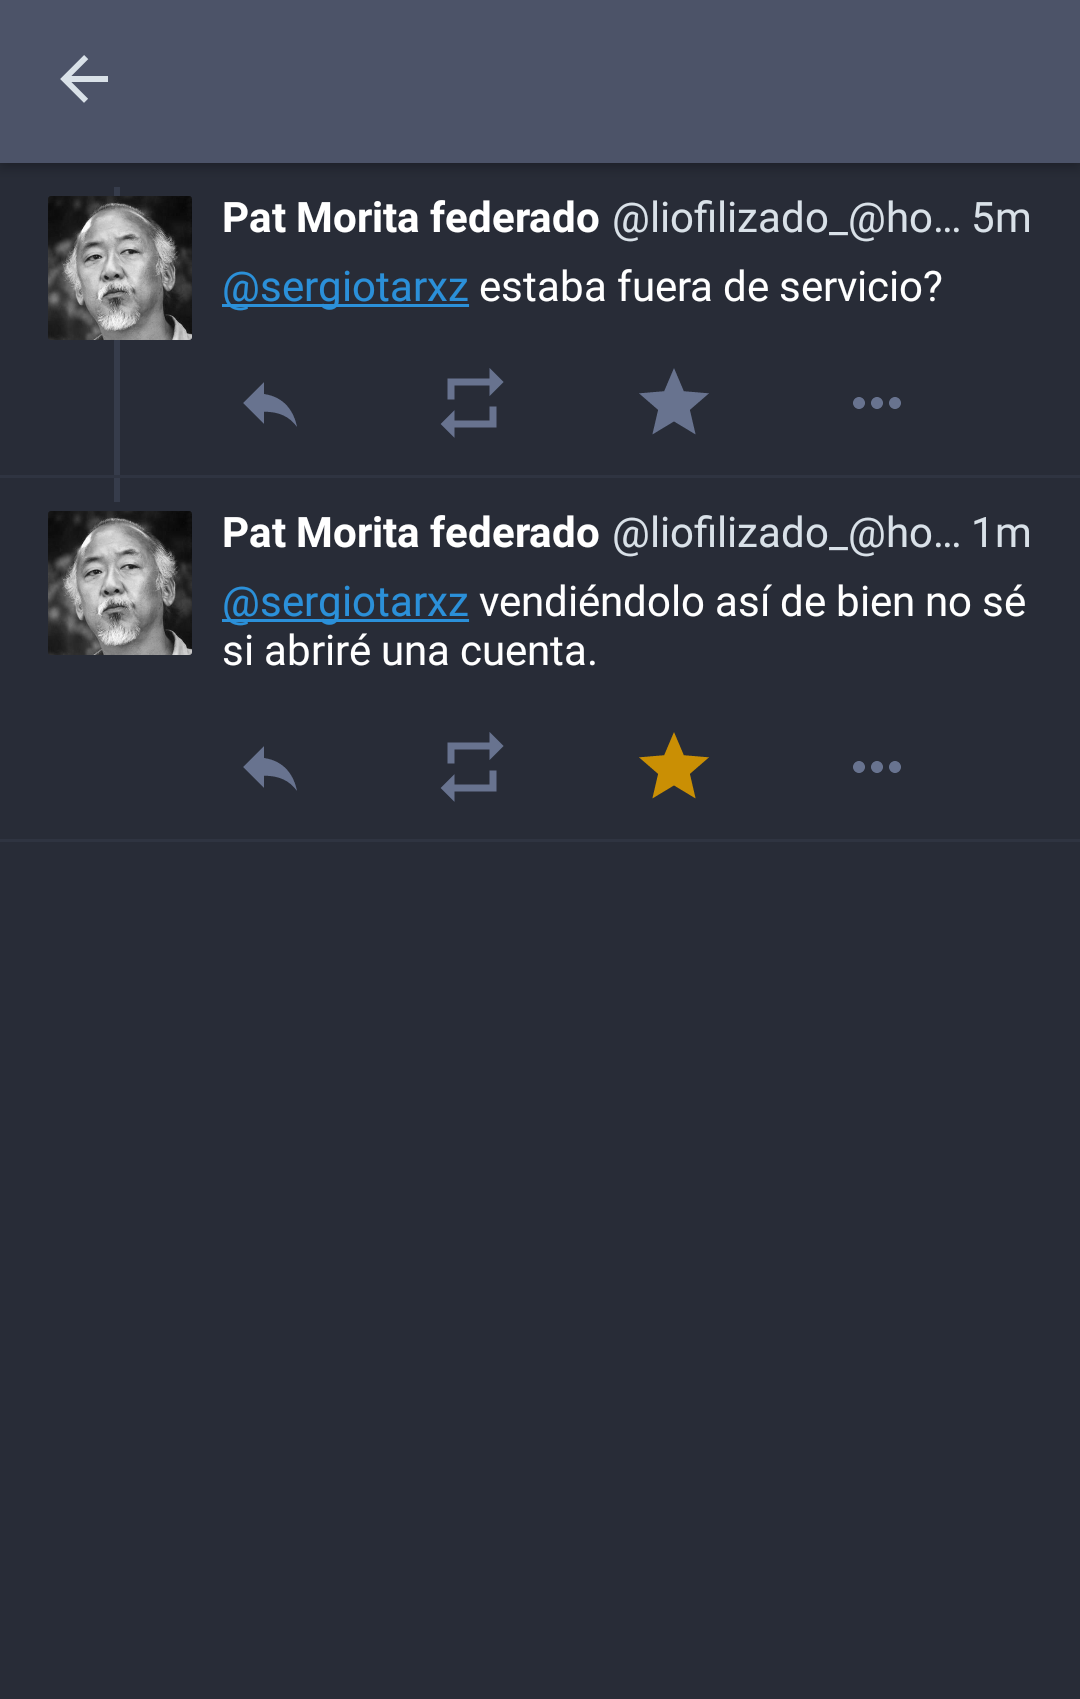 Pat Morita federado @liofilizado_@ho... 5m
@sergiotarxz estaba fuera de servicio?
Pat Morita federado @liofilizado_@ho... 1m
@sergiotarxz vendiéndolo así de bien no sé
si abriré una cuenta.